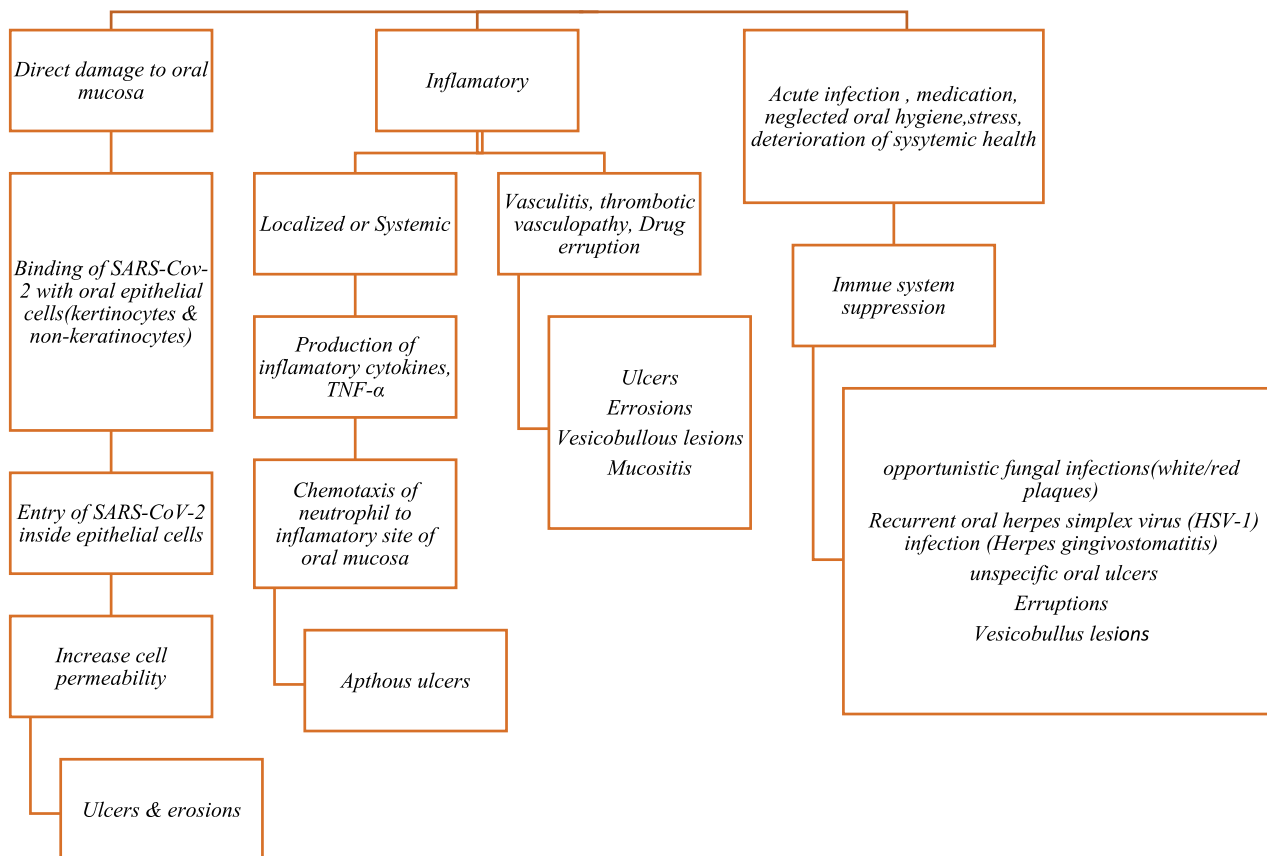 Direct damage to oral
mucosa
Binding of SARS-Cov-
2 with oral epithelial
cells(kertinocytes &
non-keratinocytes)
Entry of SARS-CoV-2
inside epithelial cells
Increase cell
permeability
Ulcers & erosions
Inflamatory
Localized or Systemic
Production of
inflamatory cytokines,
TNF-α
Chemotaxis of
neutrophil to
inflamatory site of
oral mucosa
Apthous ulcers
Vasculitis, thrombotic
vasculopathy, Drug
erruption
Ulcers
Errosions
Vesicobullous lesions
Mucositis
Acute infection , medication,
neglected oral hygiene,stress,
deterioration of sysytemic health
Immue system
suppression
opportunistic fungal infections(white/red
plaques)
Recurrent oral herpes simplex virus (HSV-1)
infection (Herpes gingivostomatitis)
unspecific oral ulcers
Erruptions
Vesicobullus lesions